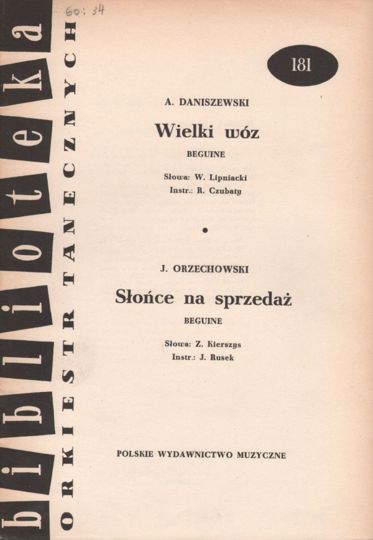 60: 34
biblioteka
ORKIESTR TANECZNYCH
181
A. DANISZEWSKI
Wielki wóz
BEGUINE
Słowa: W. Lipniacki
Instr.: R. Czubaty
J. ORZECHOWSKI
Słońce na sprzedaż
BEGUINE
Słowa: Z. Kierszys
Instr.: J. Rusek
POLSKIE WYDAWNICTWO MUZYCZNE